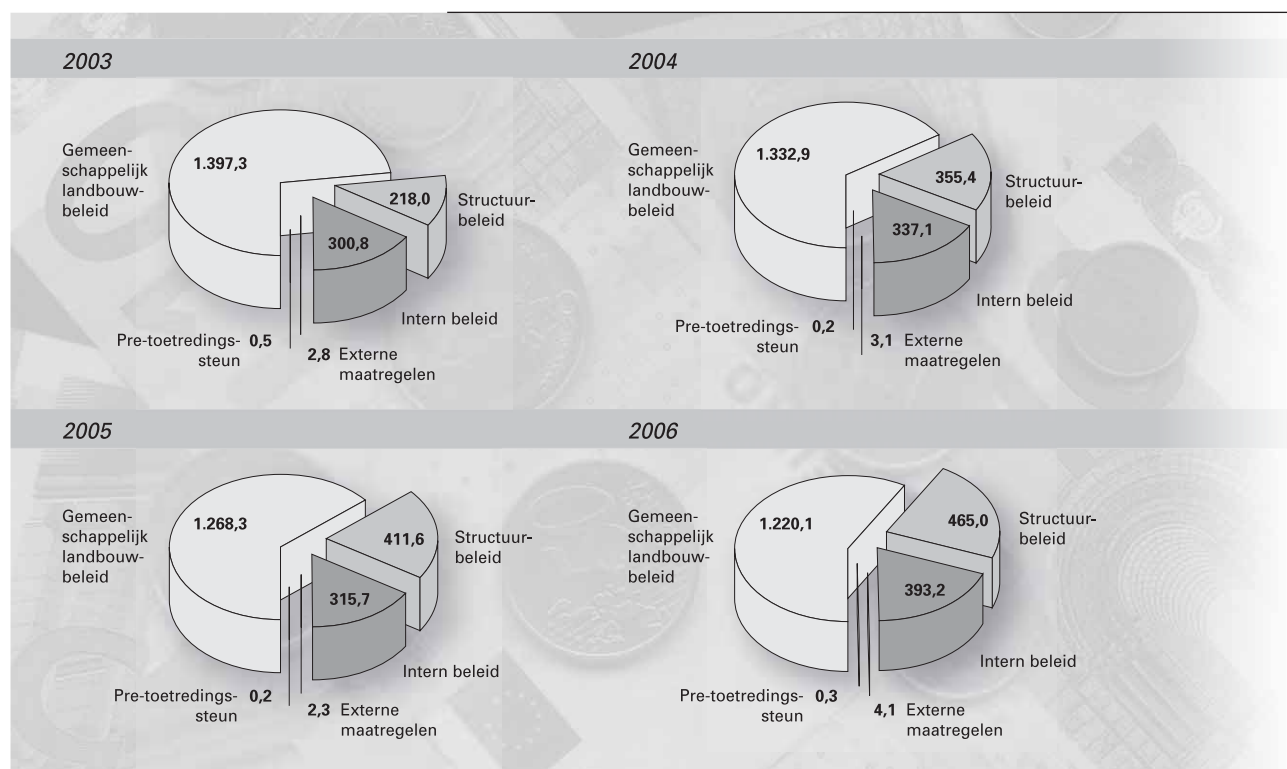 2003
Gemeen-
schappelijk
landbouw-
beleid
1.397,3
218,0
Structuur-
beleid
300,8
Intern beleid
Pre-toetredings-
steun
0,5
2,8 Externe
maatregelen
2004
Gemeen-
schappelijk
landbouw-
beleid
1.332,9
355,4
Structuur-
beleid
337,1
Intern beleid
Pre-toetredings-
steun
0,2
3,1 Externe
maatregelen
2005
Gemeen-
schappelijk
landbouw-
beleid
1.268,3
411,6
Structuur-
beleid
315,7
Intern beleid
Pre-toetredings-
steun
0,2
2,3 Externe
maatregelen
2006
Gemeen-
schappelijk
landbouw-
beleid
1.220,1
465,0
Structuur-
beleid
393,2
Intern beleid
Pre-toetredings-
steun
0,3
4,1 Externe
maatregelen